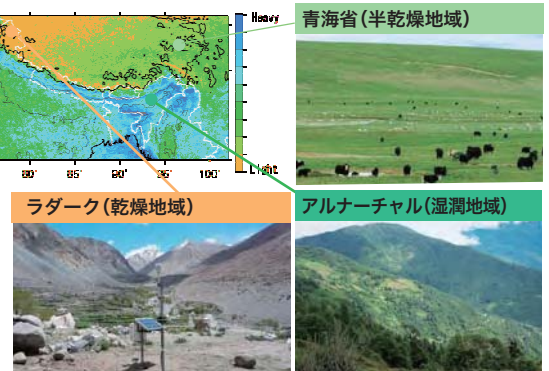 Heavy
青海省（半乾燥地域）
Light
80° 85° 90° 95° 100°
ラダーク（乾燥地域）
アルナーチャル（湿潤地域）